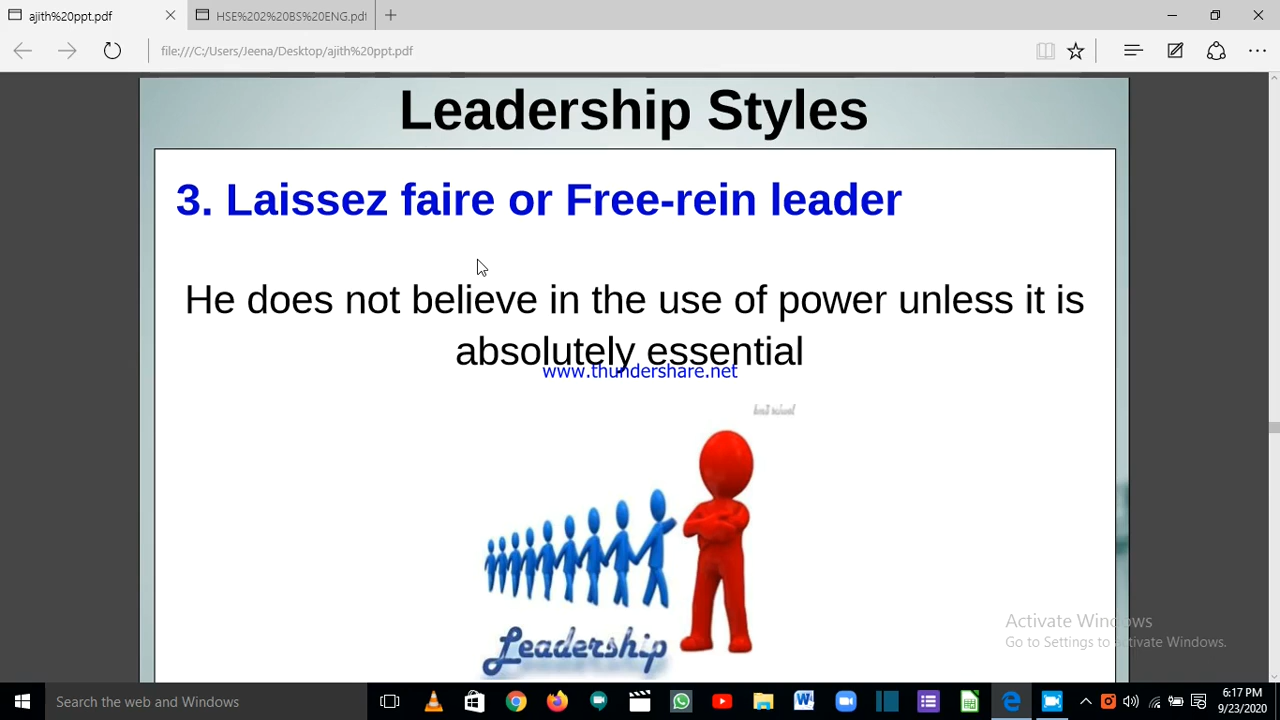 ajith ppt.pdf
HSE%202%20BS%20ENG.pd
file:///C:/Users/Jeena/Desktop/ajith%20ppt.pdf
Leadership Styles
3. Laissez faire or Free-rein leader
He does not believe in the use of power unless it is
absolutely essential
www.thundershare.net
Leadership
Activate Windows
Go to Settings to activate Windows.
Search the web and Windows
6:17 PM
9/23/2020